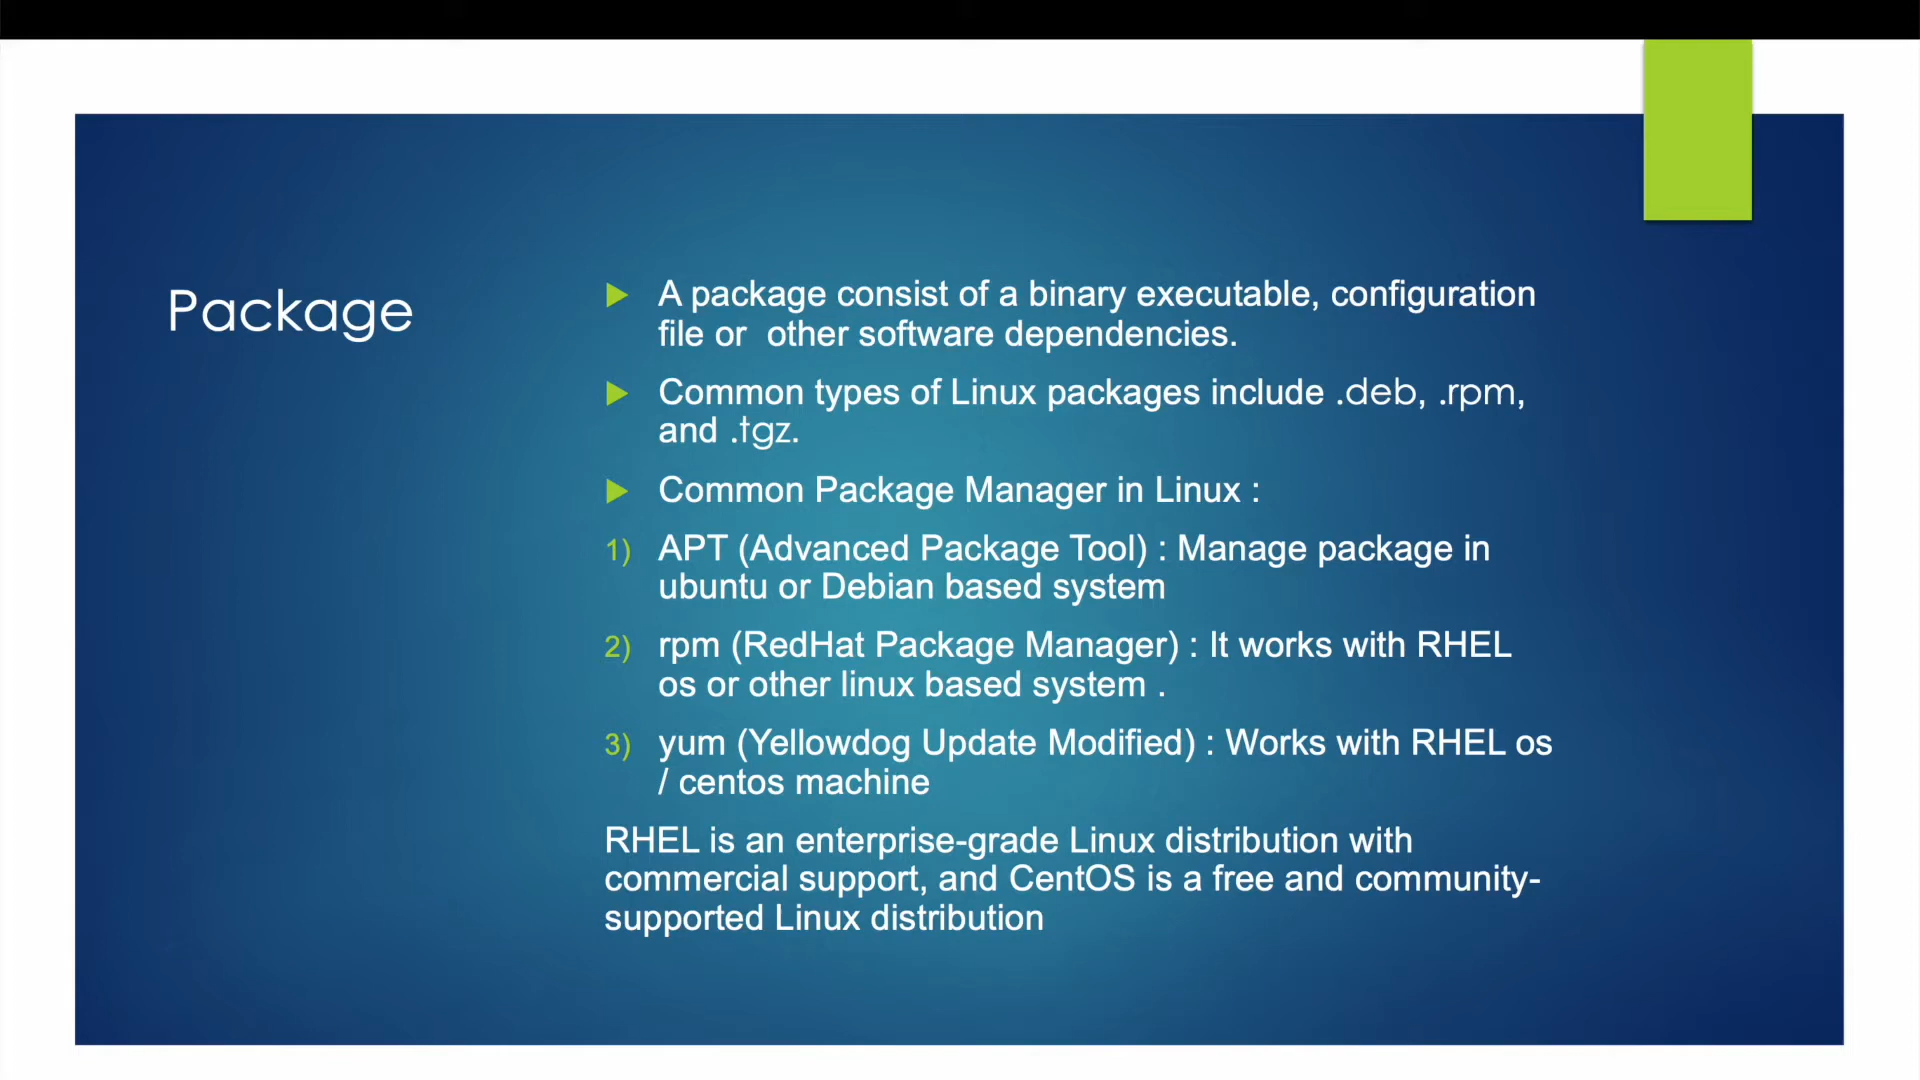 Package
A package consist of a binary executable, configuration
file or  other software dependencies.
Common types of Linux packages include .deb, .rpm,
and .tgz.
Common Package Manager in Linux :
1) APT (Advanced Package Tool) : Manage package in
ubuntu or Debian based system
2) rpm (RedHat Package Manager) : It works with RHEL
os or other linux based system .
3) yum (Yellowdog Update Modified) : Works with RHEL os
/ centos machine
RHEL is an enterprise-grade Linux distribution with
commercial support, and CentOS is a free and community-
supported Linux distribution